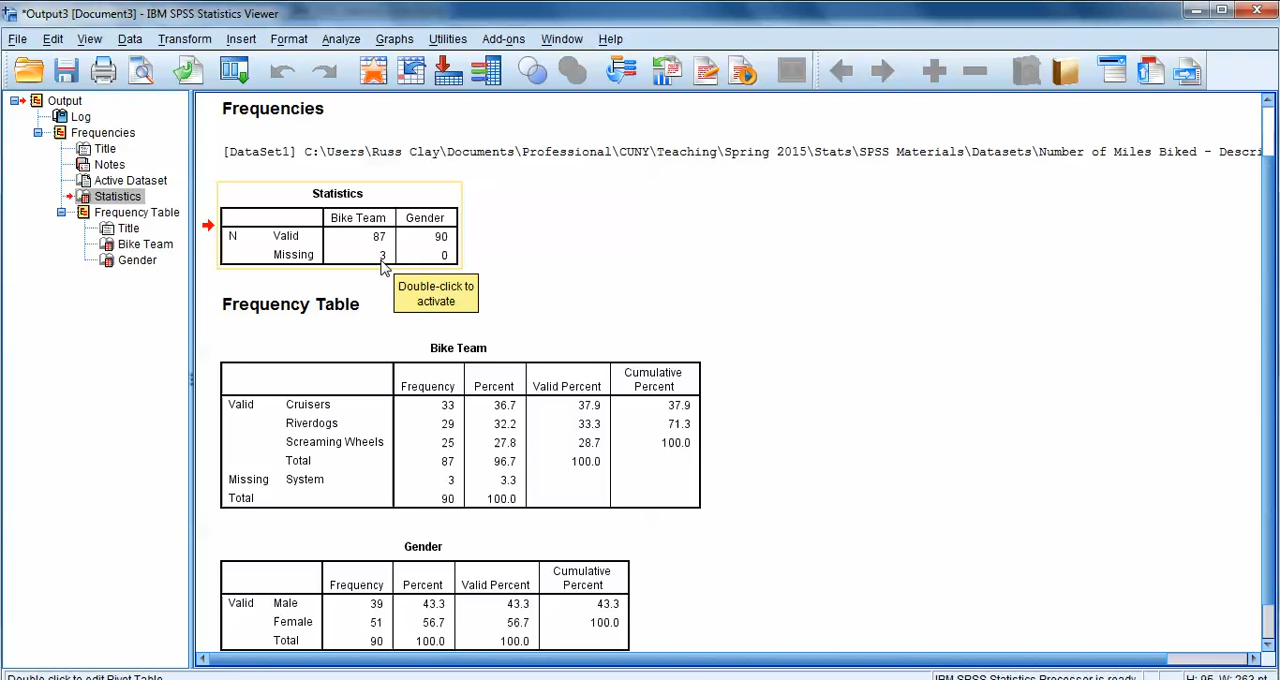 *Output3 [Document3] - IBM SPSS Statistics Viewer
File Edit View Data Transform Insert Format Analyze Graphs Utilities Add-ons Window Help
Output
Log
Frequencies
Title
Notes
Active Dataset
Statistics
Frequency Table
Title
Bike Team
Gender
Frequencies
[DataSet1] C:\Users\Russ Clay\Documents\Professional\CUNY\Teaching\Spring 2015\Stats\SPSS Materials\Datasets\Number of Miles Biked - Descri
Statistics
Bike Team Gender
N Valid 87 90
Missing 3 0
Double-click to
activate
Frequency Table
Bike Team
Frequency Percent Valid Percent Cumulative Percent
Valid Cruisers 33 36.7 37.9 37.9
Riverdogs 29 32.2 33.3 71.3
Screaming Wheels 25 27.8 28.7 100.0
Total 87 96.7 100.0
Missing System 3 3.3
Total 90 100.0
Gender
Frequency Percent Valid Percent Cumulative Percent
Valid Male 39 43.3 43.3 43.3
Female 51 56.7 56.7 100.0
Total 90 100.0 100.0
Double click to edit Pivot Table
IBM SPSS Statistics Processor is ready
H: 95, W: 263 pt